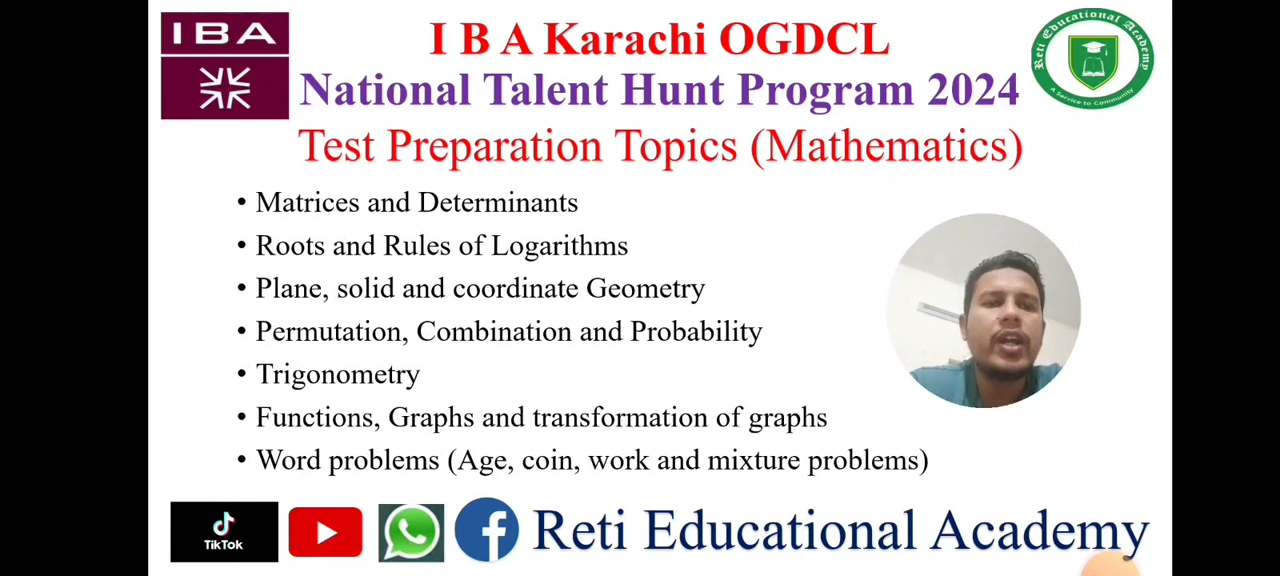 IBA
I B A Karachi OGDCL
National Talent Hunt Program 2024
Test Preparation Topics (Mathematics)
Reti Educational Academy
A Service to Community
• Matrices and Determinants
• Roots and Rules of Logarithms
• Plane, solid and coordinate Geometry
• Permutation, Combination and Probability
• Trigonometry
• Functions, Graphs and transformation of graphs
• Word problems (Age, coin, work and mixture problems)
TikTok
Reti Educational Academy